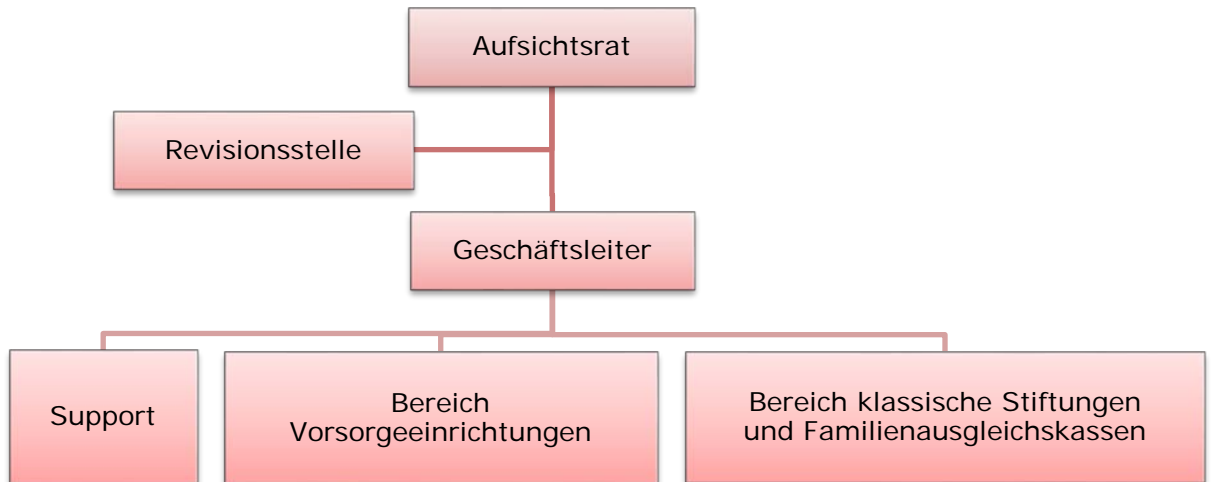 Aufsichtsrat
Revisionsstelle
Geschäftsleiter
Support
Bereich
Vorsorgeeinrichtungen
Bereich klassische Stiftungen
und Familienausgleichskassen